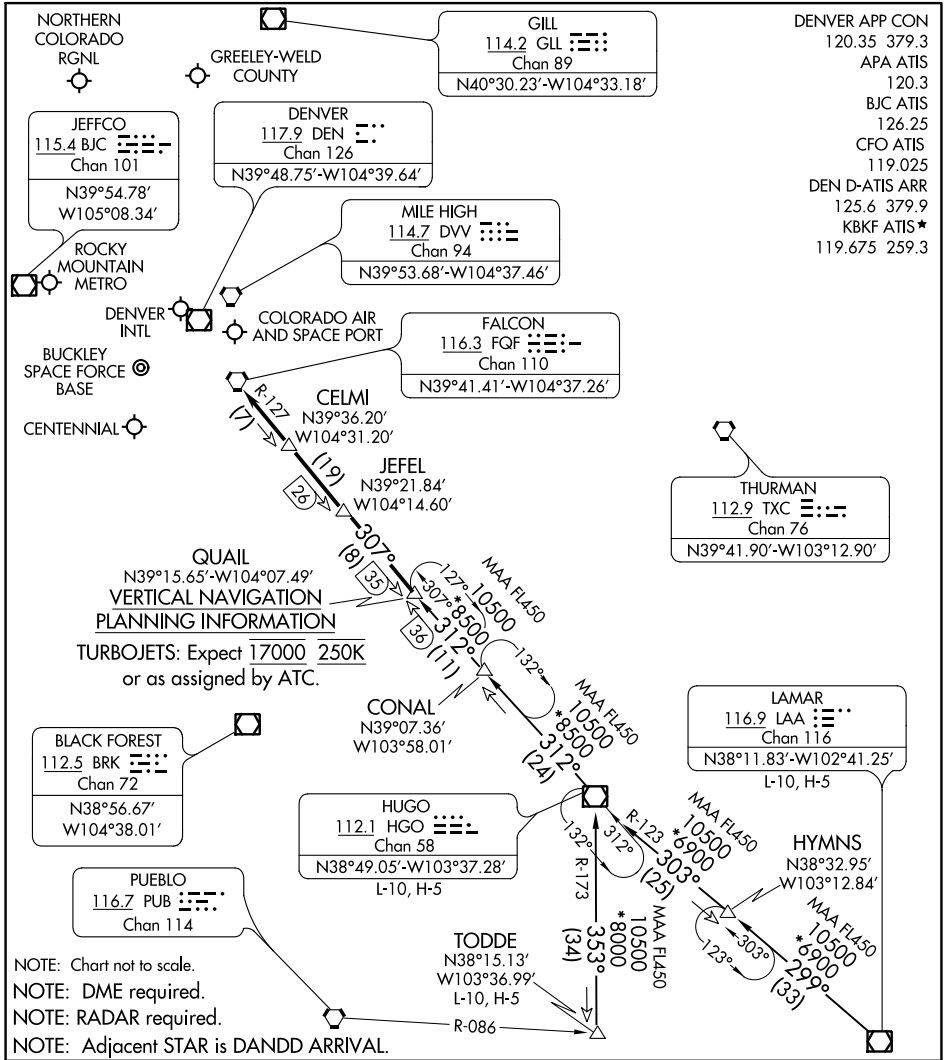 NORTHERN
COLORADO
RGNL
GREELEY-WELD
COUNTY
GILL
114.2 GLL
Chan 89
N40°30.23'-W104°33.18'
DENVER APP CON
120.35 379.3
APA ATIS
120.3
BJC ATIS
126.25
CFO ATIS
119.025
DEN D-ATIS ARR
125.6 379.9
KBKF ATIS★
119.675 259.3
JEFFCO
115.4 BJC
Chan 101
N39°54.78'
W105°08.34'
DENVER
117.9 DEN
Chan 126
N39°48.75'-W104°39.64'
MILE HIGH
114.7 DVV
Chan 94
N39°53.68'-W104°37.46'
ROCKY
MOUNTAIN
METRO
DENVER
INTL
COLORADO AIR
AND SPACE PORT
BUCKLEY
SPACE FORCE
BASE
CENTENNIAL
FALCON
116.3 FQF
Chan 110
N39°41.41'-W104°37.26'
R-127
(7)
CELMI
N39°36.20'
W104°31.20'
(19)
26
JEFEL
N39°21.84'
W104°14.60'
THURMAN
112.9 TXC
Chan 76
N39°41.90'-W103°12.90'
307°
(8)
35
QUAIL
N39°15.65'-W104°07.49'
VERTICAL NAVIGATION
PLANNING INFORMATION
TURBOJETS: Expect 17000 250K
or as assigned by ATC.
127°
307°
MAA FL450
10500
*8500
312°
(11)
36
CONAL
N39°07.36'
W103°58.01'
132°
MAA FL450
10500
*8500
312°
(24)
LAMAR
116.9 LAA
Chan 116
N38°11.83'-W102°41.25'
L-10, H-5
BLACK FOREST
112.5 BRK
Chan 72
N38°56.67'
W104°38.01'
HUGO
112.1 HGO
Chan 58
N38°49.05'-W103°37.28'
L-10, H-5
132°
312°
R-123
MAA FL450
10500
*6900
303°
(25)
HYMNS
N38°32.95'
W103°12.84'
303°
123°
MAA FL450
10500
*6900
299°
(33)
R-173
MAA FL450
10500
*8000
353°
(34)
PUEBLO
116.7 PUB
Chan 114
TODDE
N38°15.13'
W103°36.99'
L-10, H-5
R-086
NOTE: Chart not to scale.
NOTE: DME required.
NOTE: RADAR required.
NOTE: Adjacent STAR is DANDD ARRIVAL.